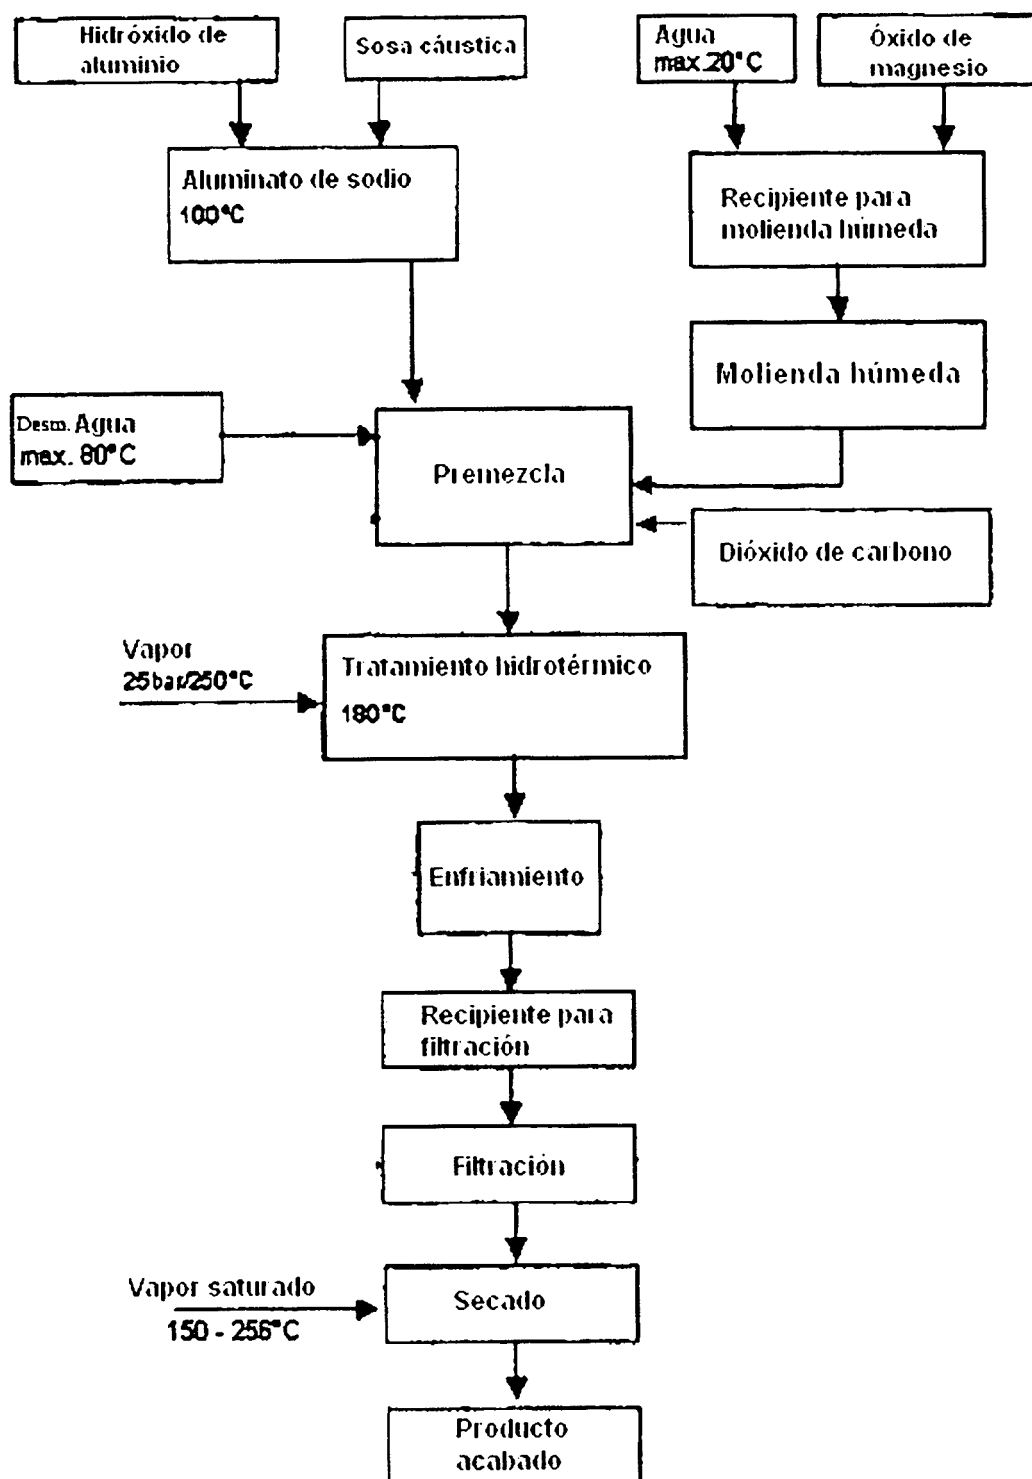 Hidróxido de
aluminio
Sosa cáustica
Agua
max.20°C
Óxido de
magnesio
Aluminato de sodio
100°C
Recipiente para
molienda húmeda
Molienda húmeda
Desm. Agua
max. 80°C
Premezcla
Dióxido de carbono
Vapor
25bar/250°C
Tratamiento hidrotérmico
180°C
Enfriamiento
Recipiente para
filtración
Filtración
Vapor saturado
150 - 256°C
Secado
Producto
acabado